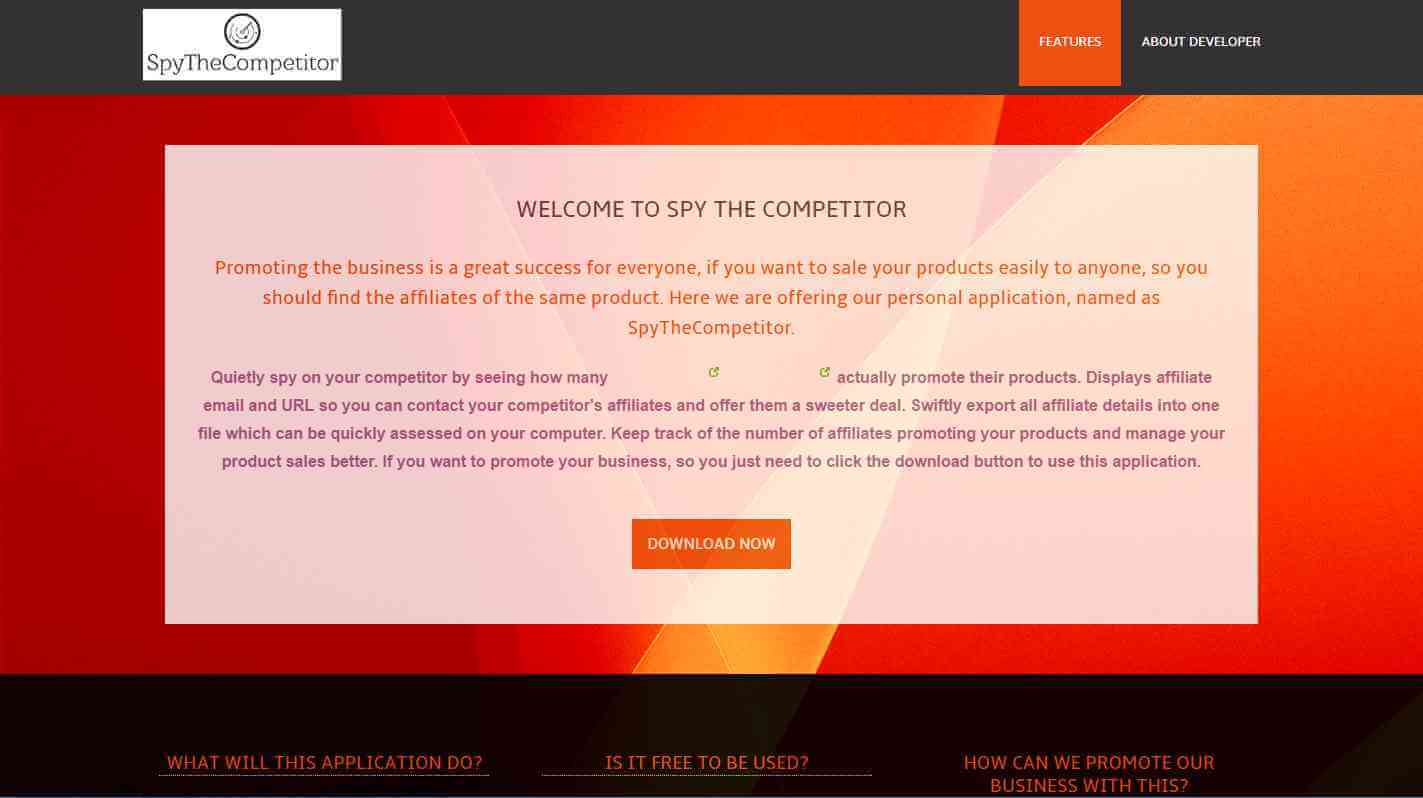 SpyTheCompetitor
FEATURES
ABOUT DEVELOPER
WELCOME TO SPY THE COMPETITOR
Promoting the business is a great success for everyone, if you want to sale your products easily to anyone, so you
should find the affiliates of the same product. Here we are offering our personal application, named as
SpyTheCompetitor.
Quietly spy on your competitor by seeing how many actually promote their products. Displays affiliate
email and URL so you can contact your competitor's affiliates and offer them a sweeter deal. Swiftly export all affiliate details into one
file which can be quickly assessed on your computer. Keep track of the number of affiliates promoting your products and manage your
product sales better. If you want to promote your business, so you just need to click the download button to use this application.
DOWNLOAD NOW
WHAT WILL THIS APPLICATION DO?
IS IT FREE TO BE USED?
HOW CAN WE PROMOTE OUR
BUSINESS WITH THIS?